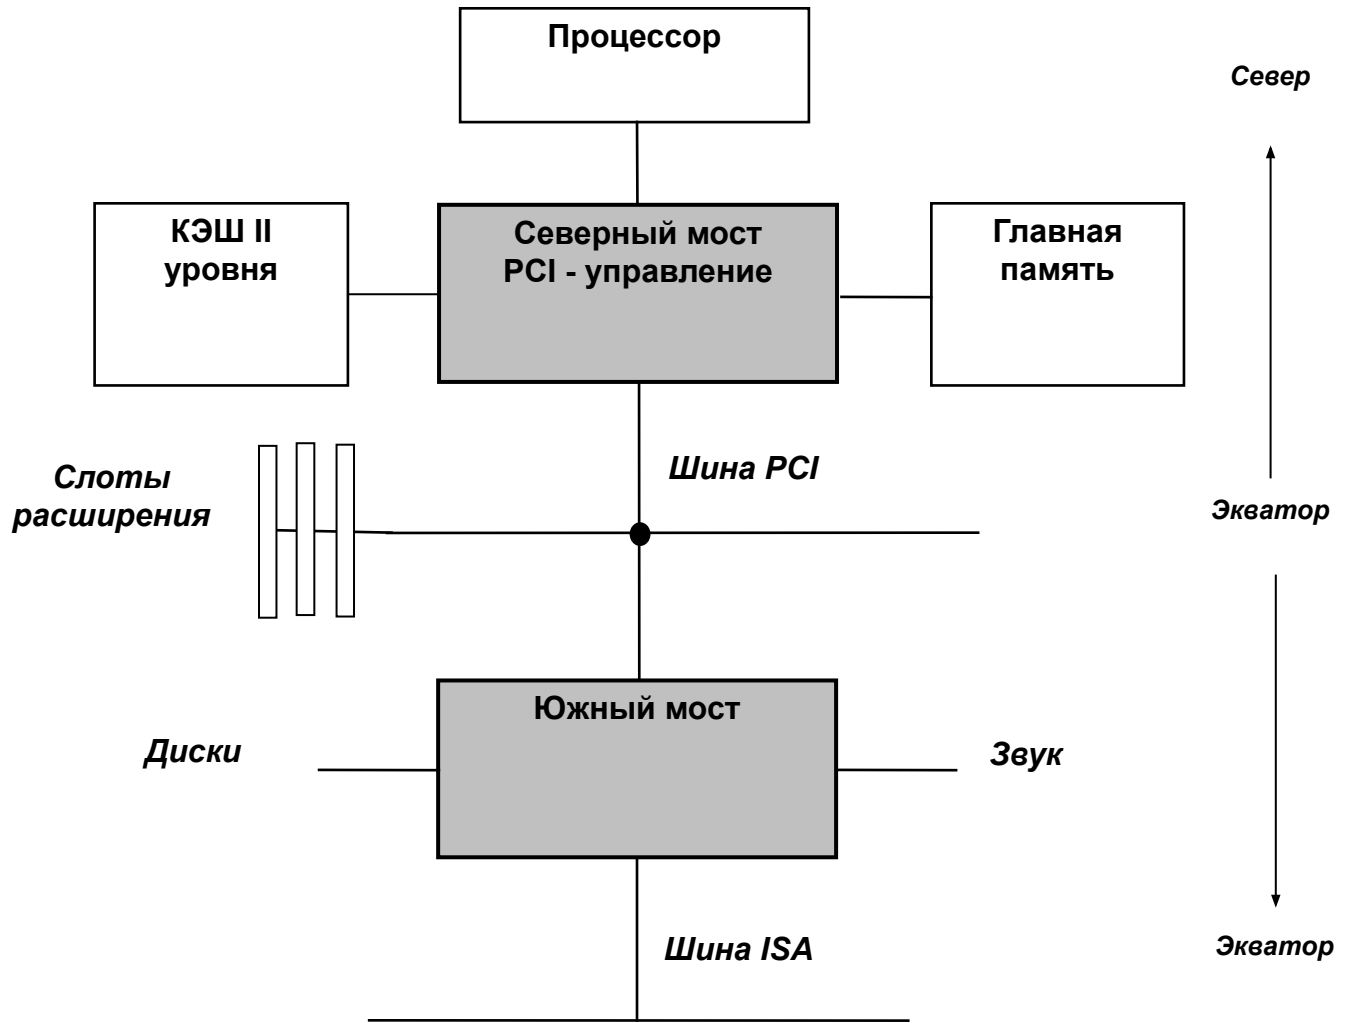 Процессор
Север
КЭШ II
уровня
Северный мост
PCI - управление
Главная
память
Слоты
расширения
Шина PCI
Экватор
Южный мост
Диски
Звук
Шина ISA
Экватор